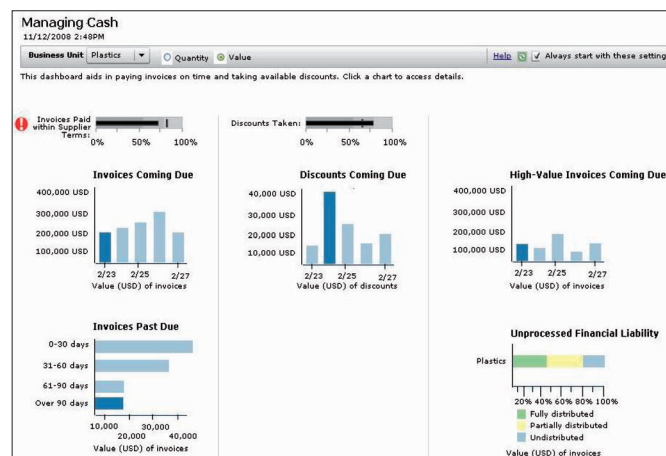 Managing Cash
11/12/2008 2:48PM
Business Unit Plastics Quantity Value Help Always start with these setting
This dashboard aids in paying invoices on time and taking available discounts. Click a chart to access details.
Invoices Paid
within Supplier
Terms:
0% 50% 100%
Discounts Taken:
0% 50% 100%
Invoices Coming Due
400,000 USD
300,000 USD
200,000 USD
100,000 USD
2/23 2/25 2/27
Value (USD) of invoices
Discounts Coming Due
40,000 USD
30,000 USD
20,000 USD
10,000 USD
2/23 2/25 2/27
Value (USD) of discounts
High-Value Invoices Coming Due
400,000 USD
300,000 USD
200,000 USD
100,000 USD
2/23 2/25 2/27
Value (USD) of invoices
Invoices Past Due
0-30 days
31-60 days
61-90 days
Over 90 days
10,000 30,000
20,000 40,000
Value (USD) of invoices
Unprocessed Financial Liability
Plastics
20% 40% 60% 80% 100%
Fully distributed
Partially distributed
Undistributed
Value (USD) of invoices